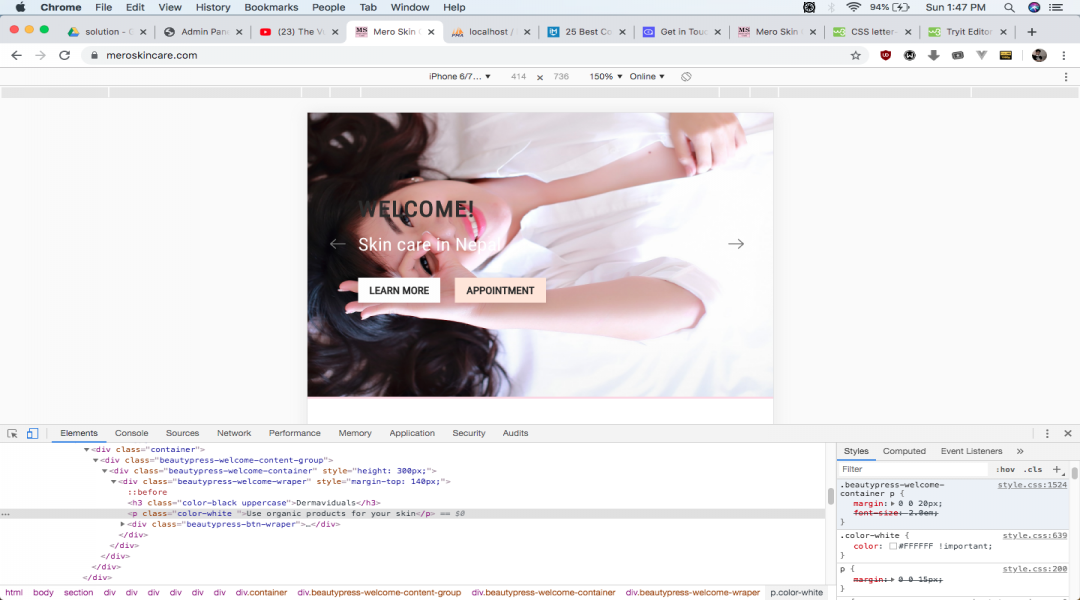 Chrome File Edit View History Bookmarks People Tab Window Help 94% Sun 1:47 PM
solution - Admin Pan (23) The V Mero Skin localhost / 25 Best Co Get in Touc Mero Skin CSS letter- Tryit Editor
meroskincare.com
iPhone 6/7... ▼ 414 × 736 150% ▼ Online ▼
WELCOME!
Skin care in Nepal
LEARN MORE APPOINTMENT
Elements Console Sources Network Performance Memory Application Security Audits
<div class="container">
<div class="beautypress-welcome-content-group">
<div class="beautypress-welcome-container" style="height: 300px;">
<div class="beautypress-welcome-wraper" style="margin-top: 140px;">
::before
<h3 class="color-black uppercase">Dermaviduals</h3>
... <p class="color-white ">Use organic products for your skin</p> == $0
<div class="beautypress-btn-wraper">…</div>
</div>
</div>
</div>
</div>
</div>
html body section div div div div div div div.container div.beautypress-welcome-content-group div.beautypress-welcome-container div.beautypress-welcome-wraper p.color-white
Styles Computed Event Listeners »
Filter :hov .cls +
.beautypress-welcome- style.css:1524
container p {
margin: 0 0 20px;
font-size: 2.0em;
}
.color-white { style.css:639
color: #FFFFFF !important;
}
p { style.css:200
margin: 0 0 15px;